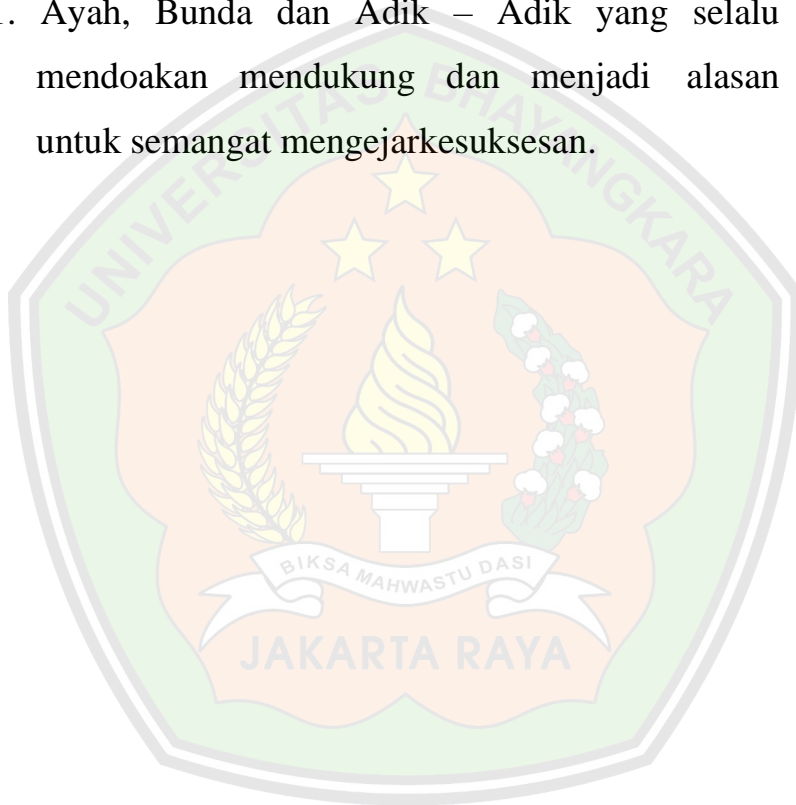 1. Ayah, Bunda dan Adik – Adik yang selalu
mendoakan mendukung dan menjadi alasan
untuk semangat mengejarkesuksesan.
UNIVERSITAS BHAYANGKARA
BIKSA MAHWASTU DASI
JAKARTA RAYA